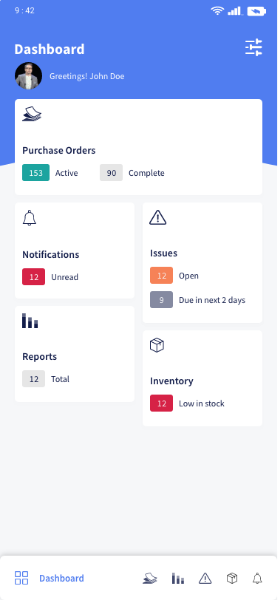 9:42
Dashboard
Greetings! John Doe
Purchase Orders
153 Active 90 Complete
Notifications
12 Unread
Issues
12 Open
9 Due in next 2 days
Reports
12 Total
Inventory
12 Low in stock
Dashboard